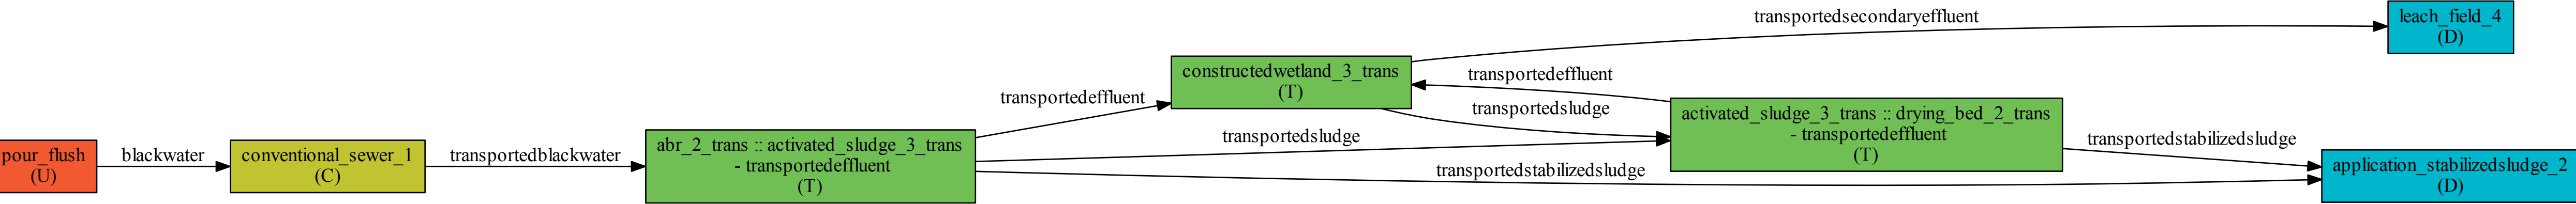 pour_flush
(U)
blackwater
conventional_sewer_1
(C)
transportedblackwater
abr_2_trans :: activated_sludge_3_trans
- transportedeffluent
(T)
transportedeffluent
transportedsludge
transportedstabilizedsludge
constructedwetland_3_trans
(T)
transportedsecondaryeffluent
transportedeffluent
transportedsludge
activated_sludge_3_trans :: drying_bed_2_trans
- transportedeffluent
(T)
transportedstabilizedsludge
leach_field_4
(D)
application_stabilizedsludge_2
(D)